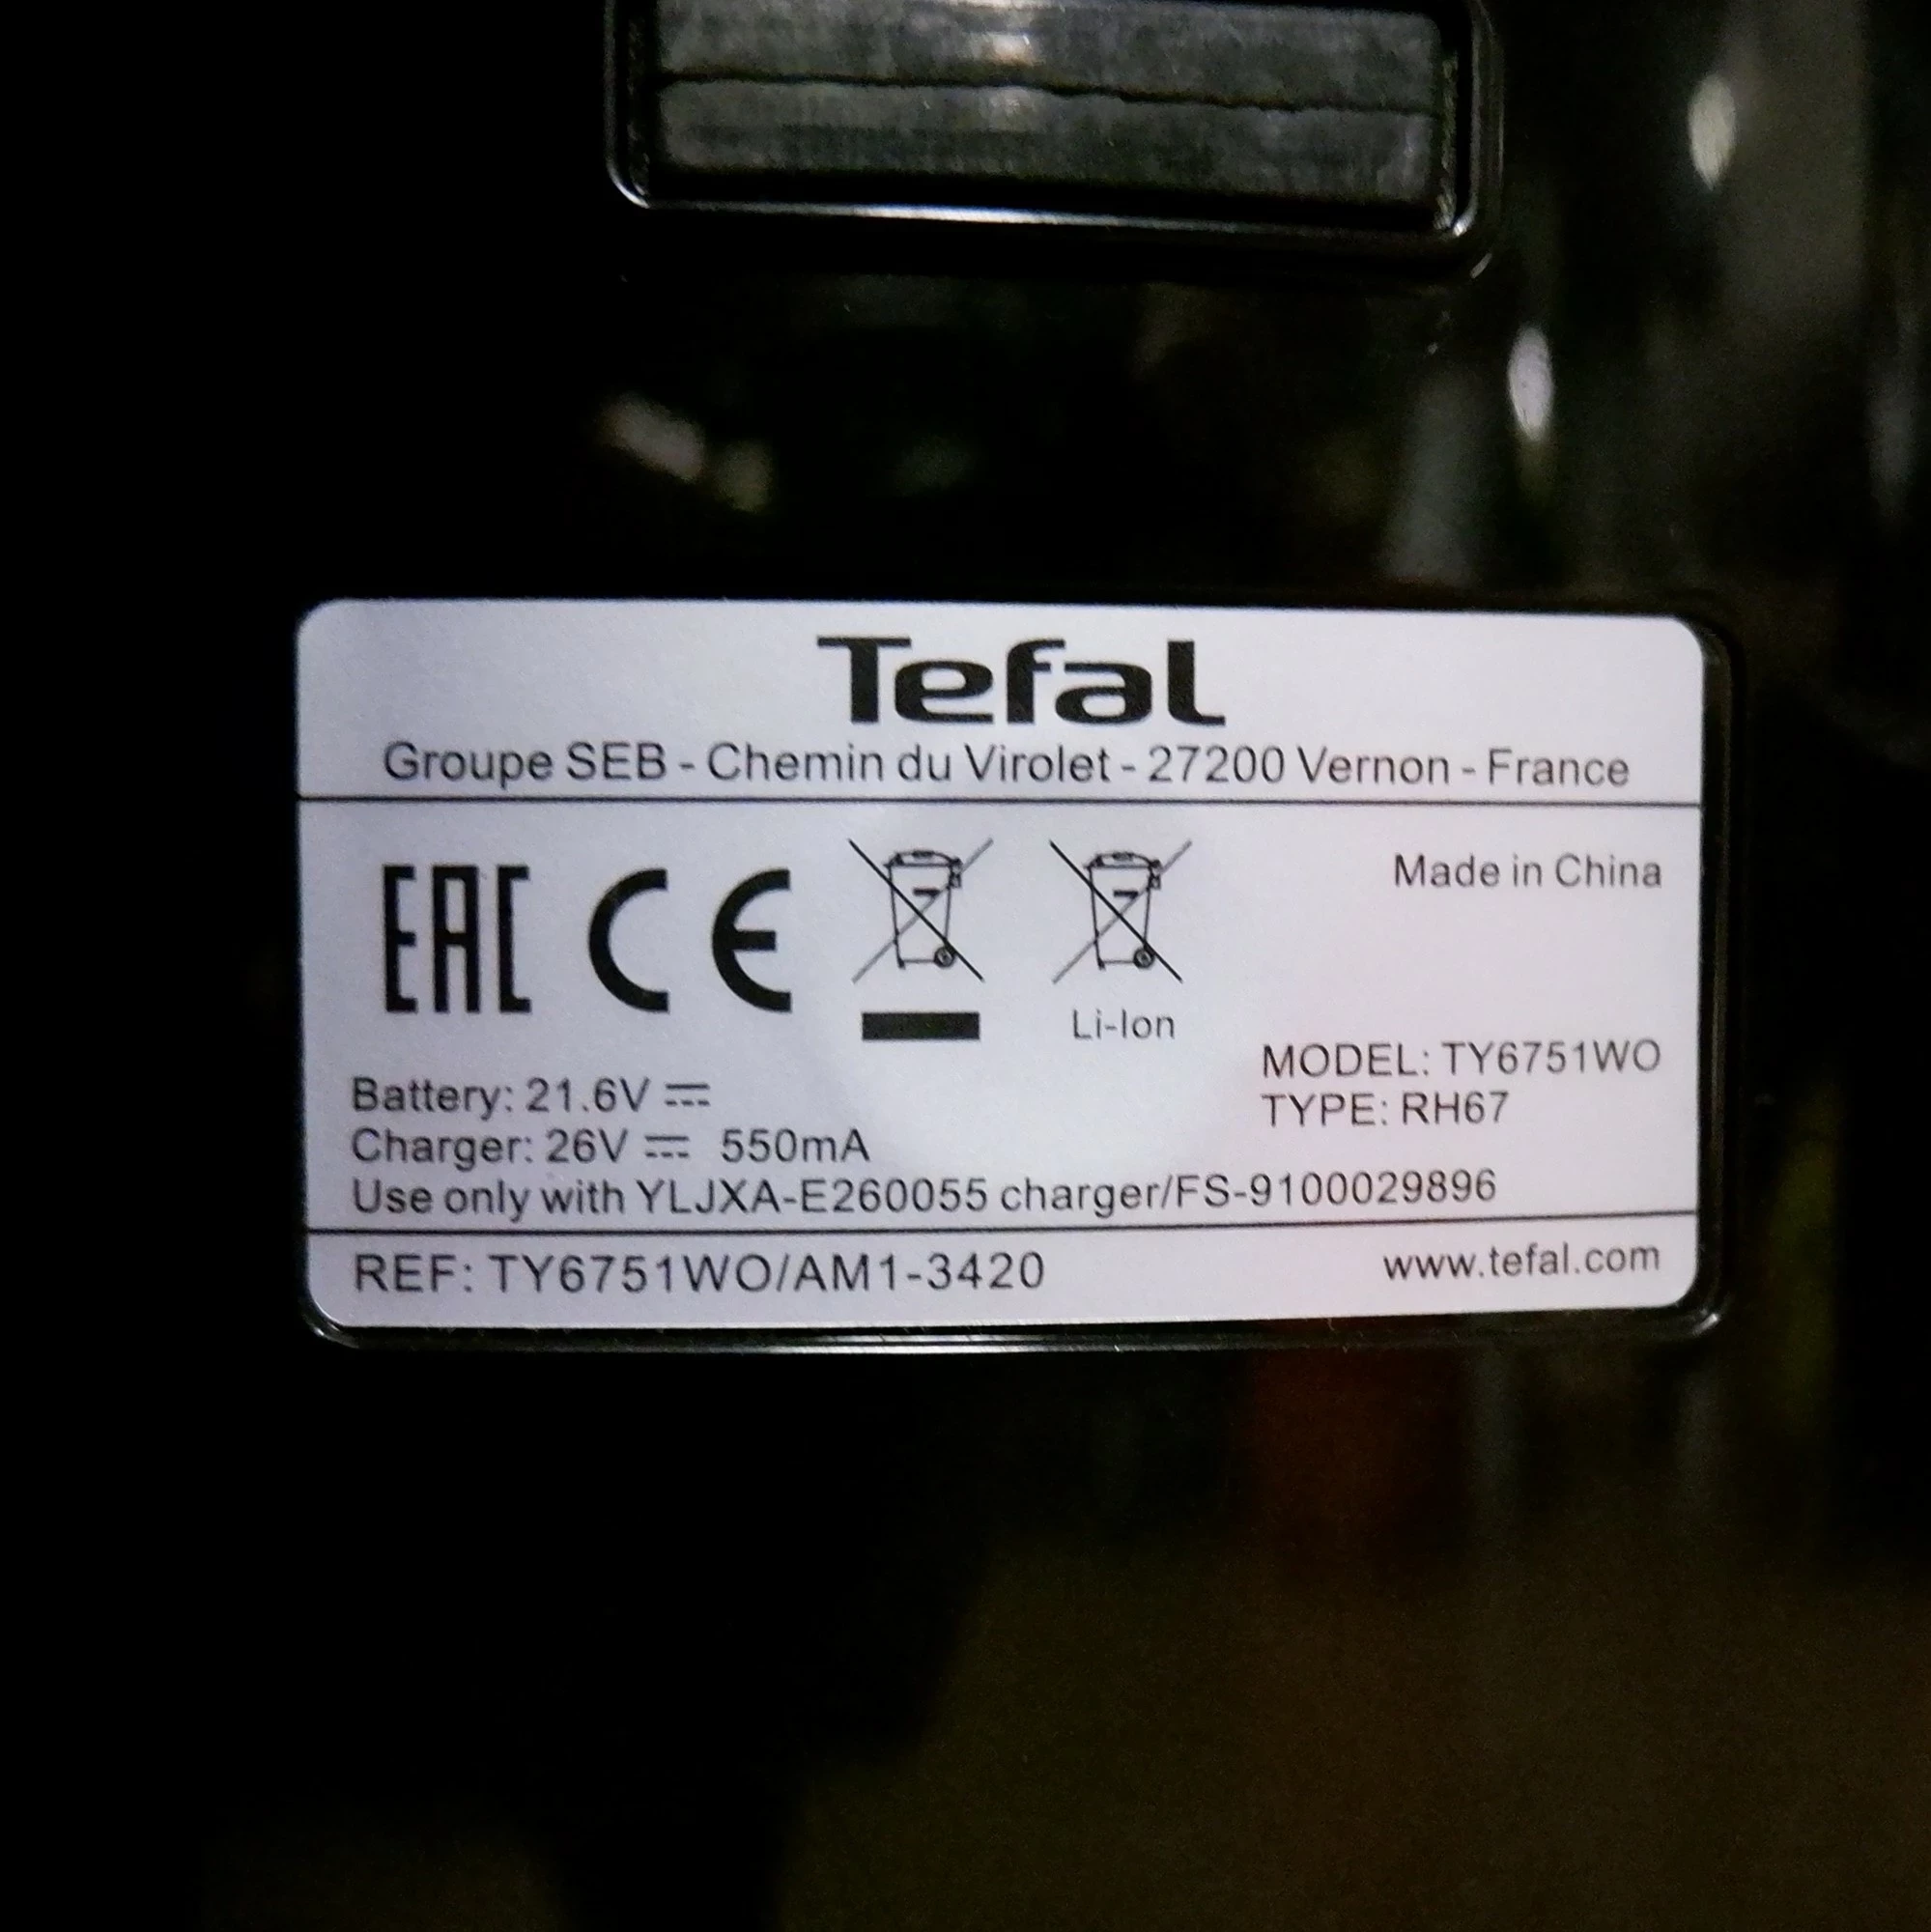 Tefal
Groupe SEB - Chemin du Virolet - 27200 Vernon - France
EAC CE
Made in China
Li-Ion
MODEL: TY6751WO
TYPE: RH67
Battery: 21.6V ⎓
Charger: 26V ⎓ 550mA
Use only with YLJXA-E260055 charger/FS-9100029896
REF: TY6751WO/AM1-3420
www.tefal.com